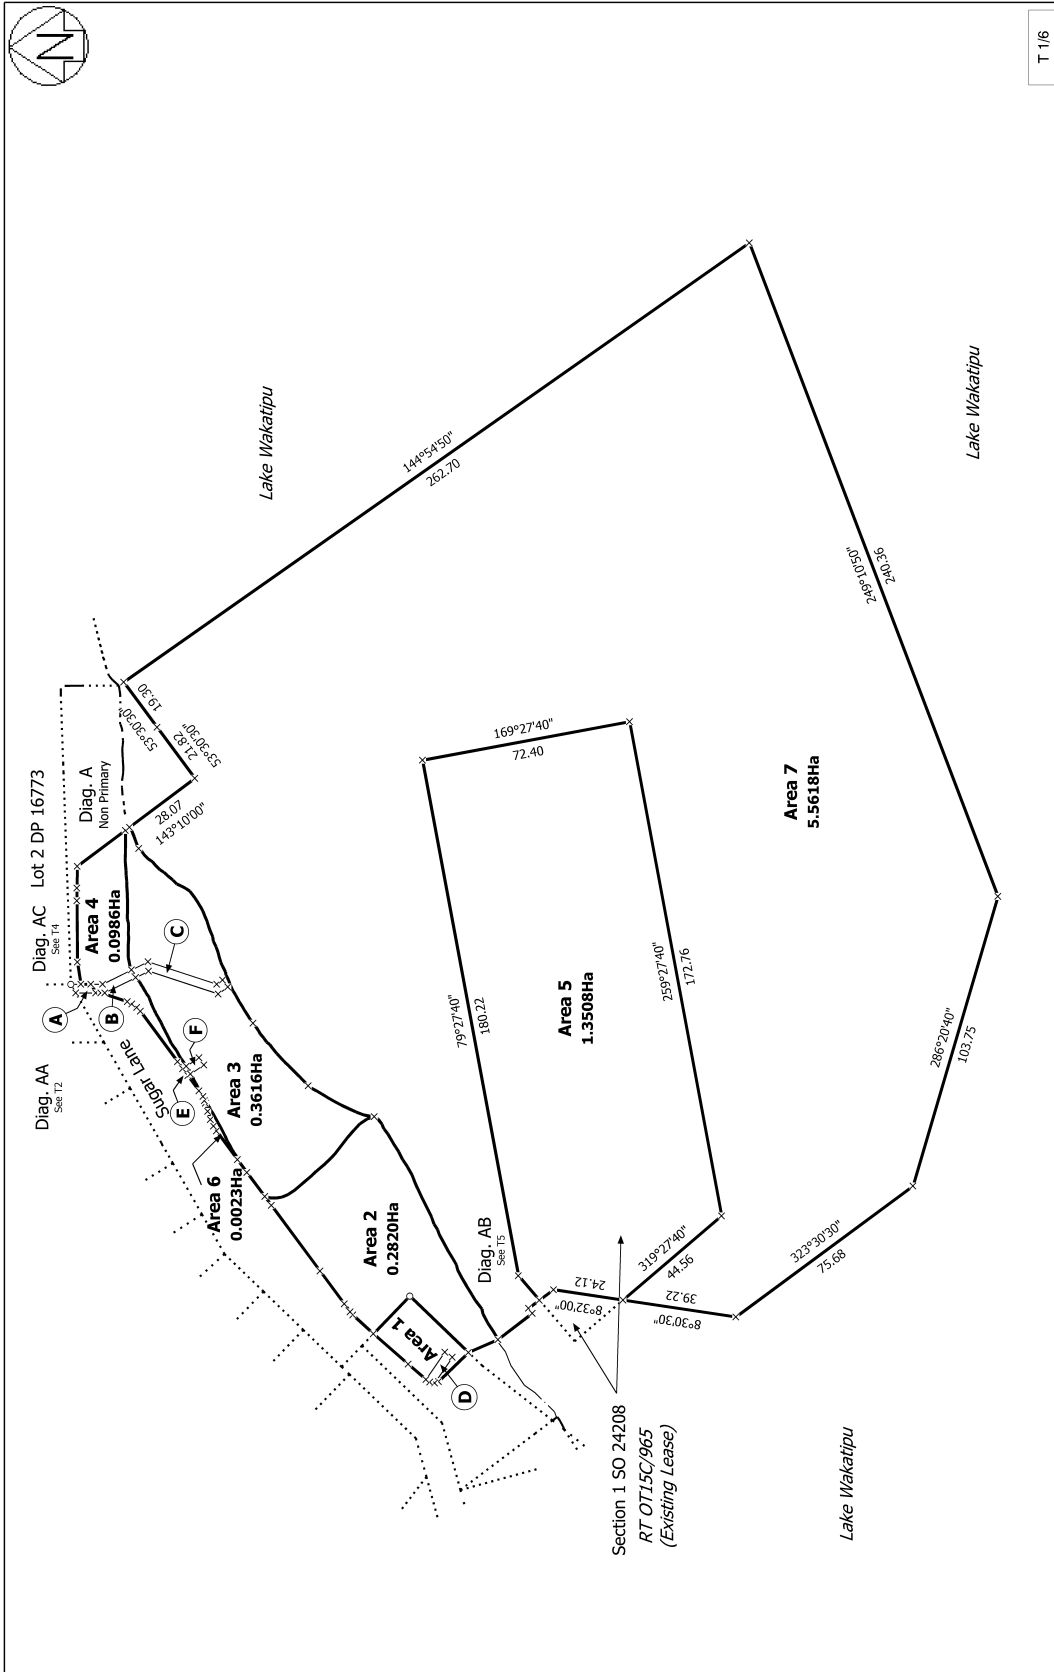 N
T 1/6
Lake Wakatipu
Lake Wakatipu
144°54'50"
262.70
249°10'50"
240.36
19.30
53°30'30"
21.82
53°30'30"
Diag. A
Non Primary
28.07
143°10'00"
Lot 2 DP 16773
Diag. AC
See T4
Area 4
0.0986Ha
A
B
C
Diag. AA
See T2
Sugar Lane
E
F
Area 3
0.3616Ha
Area 6
0.0023Ha
Area 2
0.2820Ha
Area 1
D
Diag. AB
See T5
169°27'40"
72.40
79°27'40"
180.22
Area 5
1.3508Ha
259°27'40"
172.76
Area 7
5.5618Ha
286°20'40"
103.75
323°30'30"
75.68
319°27'40"
44.56
24.12
8°32'00"
39.22
8°30'30"
Section 1 SO 24208
RT OT15C/965
(Existing Lease)
Lake Wakatipu